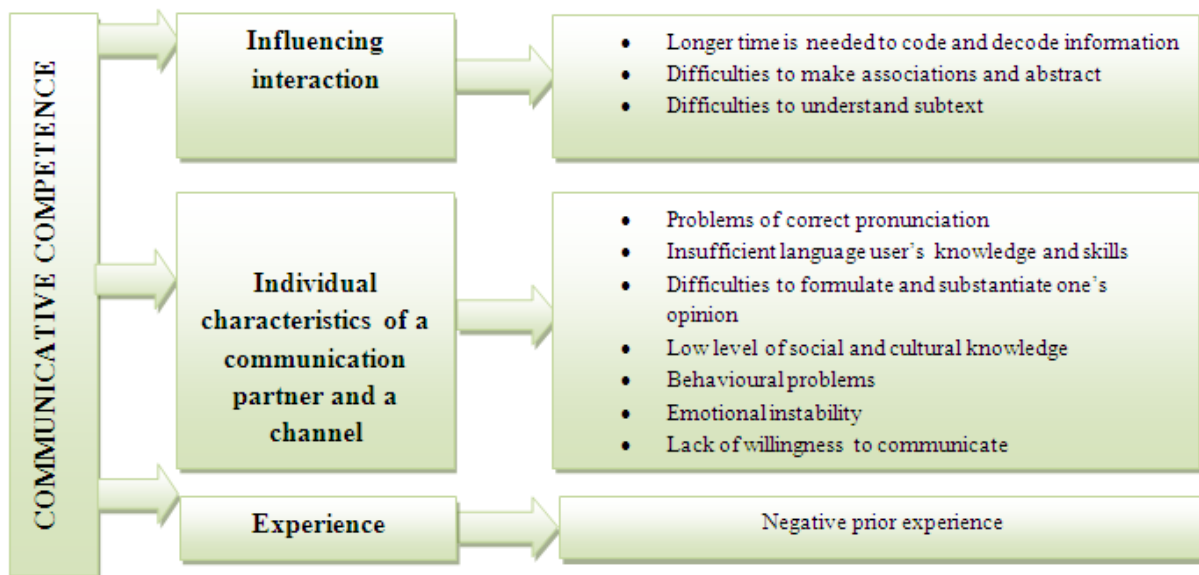 COMMUNICATIVE COMPETENCE
Influencing
interaction
• Longer time is needed to code and decode information
• Difficulties to make associations and abstract
• Difficulties to understand subtext
Individual
characteristics of a
communication
partner and a
channel
• Problems of correct pronunciation
• Insufficient language user's knowledge and skills
• Difficulties to formulate and substantiate one's
opinion
• Low level of social and cultural knowledge
• Behavioural problems
• Emotional instability
• Lack of willingness to communicate
Experience
Negative prior experience